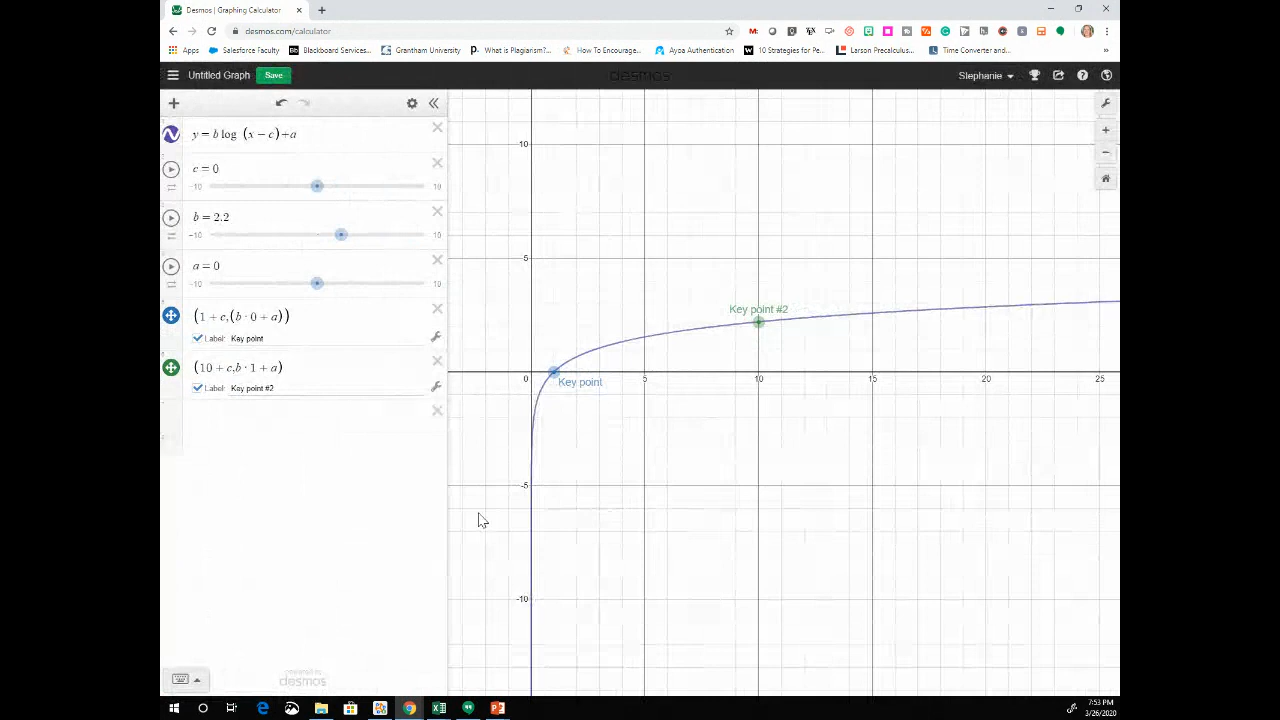 Desmos | Graphing Calculator
desmos.com/calculator
Apps Salesforce Faculty Blackboard Services... Grantham University What is Plagiarism?... How To Encourage... Ayoa Authentication 10 Strategies for Pe... Larson Precalculus... Time Converter and...
Untitled Graph Save desmos Stephanie
y = b log (x − c) + a
c = 0
-10 10
b = 2.2
-10 10
a = 0
-10 10
(1 + c,(b · 0 + a))
Label: Key point
(10 + c,b · 1 + a)
Label: Key point #2
10
5
Key point #2
0 5 10 15 20 25
Key point
-5
-10
powered by
desmos
7:53 PM
3/26/2020